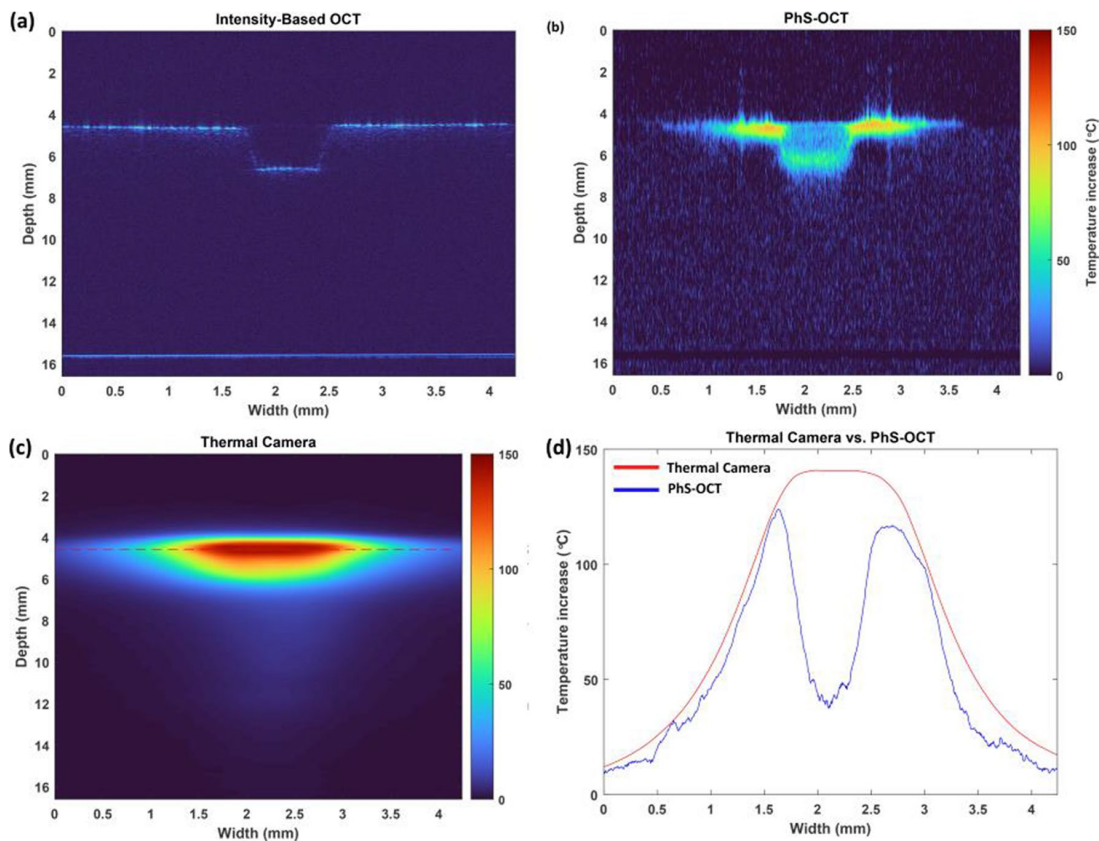 (a)
Intensity-Based OCT
0
2
4
6
8
10
12
14
16
Depth (mm)
0 0.5 1 1.5 2 2.5 3 3.5 4
Width (mm)
(b)
PhS-OCT
0
2
4
6
8
10
12
14
16
Depth (mm)
0 0.5 1 1.5 2 2.5 3 3.5 4
Width (mm)
150
100
50
0
Temperature increase (°C)
(c)
Thermal Camera
0
2
4
6
8
10
12
14
16
Depth (mm)
0 0.5 1 1.5 2 2.5 3 3.5 4
Width (mm)
150
100
50
0
(d)
Thermal Camera vs. PhS-OCT
Thermal Camera
PhS-OCT
150
100
50
0
Temperature increase (°C)
0 0.5 1 1.5 2 2.5 3 3.5 4
Width (mm)